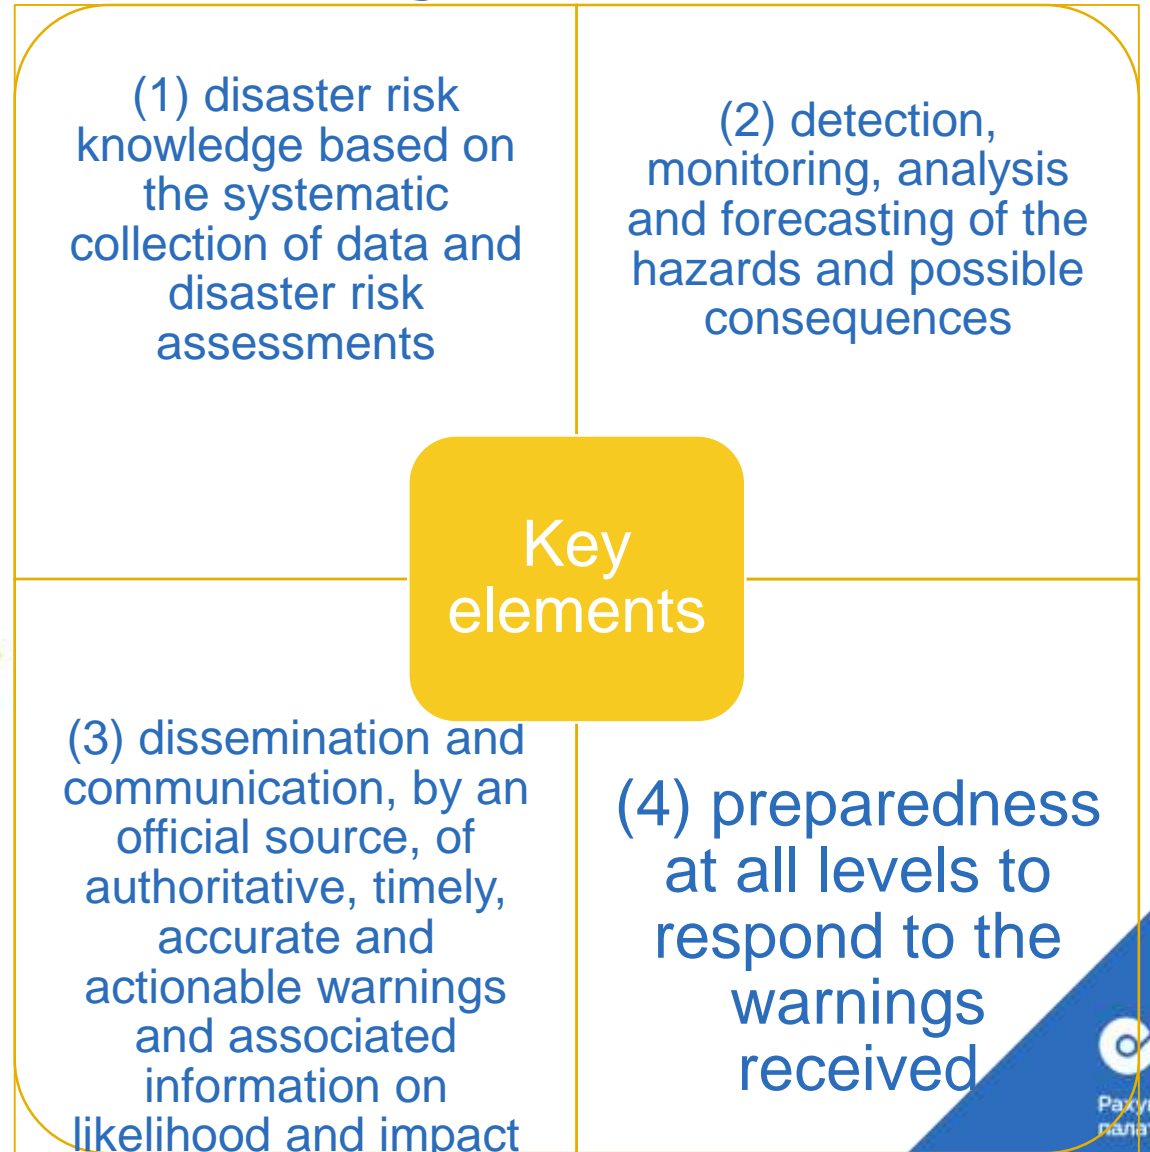 (1) disaster risk
knowledge based on
the systematic
collection of data and
disaster risk
assessments
(2) detection,
monitoring, analysis
and forecasting of the
hazards and possible
consequences
Key
elements
(3) dissemination and
communication, by an
official source, of
authoritative, timely,
accurate and
actionable warnings
and associated
information on
likelihood and impact
(4) preparedness
at all levels to
respond to the
warnings
received